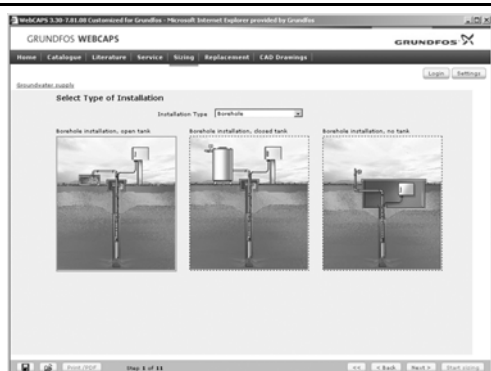 WebCAPS 3.30-7.01.08 Customized for Grundfos - Microsoft Internet Explorer provided by Grundfos
GRUNDFOS WEBCAPS
GRUNDFOS
Home Catalogue Literature Service Sizing Replacement CAD Drawings
Login Settings
Groundwater supply
Select Type of Installation
Installation Type Borehole
Borehole installation, open tank Borehole installation, closed tank Borehole installation, no tank
Print/PDF Step 1 of 11 << < Back Next > Start sizing